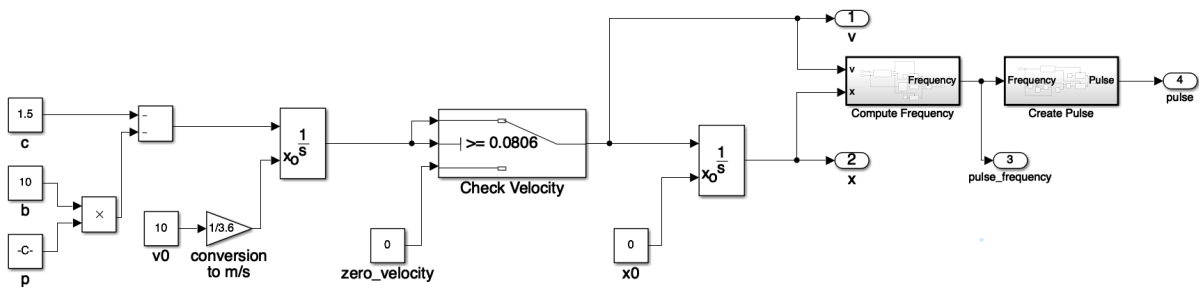 1
v
v
Frequency
x
Compute Frequency
Frequency
Pulse
Create Pulse
4
pulse
1.5
c
−
−
1
s
xo
>= 0.0806
Check Velocity
1
s
xo
2
x
3
pulse_frequency
10
b
×
-C-
p
10
v0
1/3.6
conversion
to m/s
0
zero_velocity
0
x0